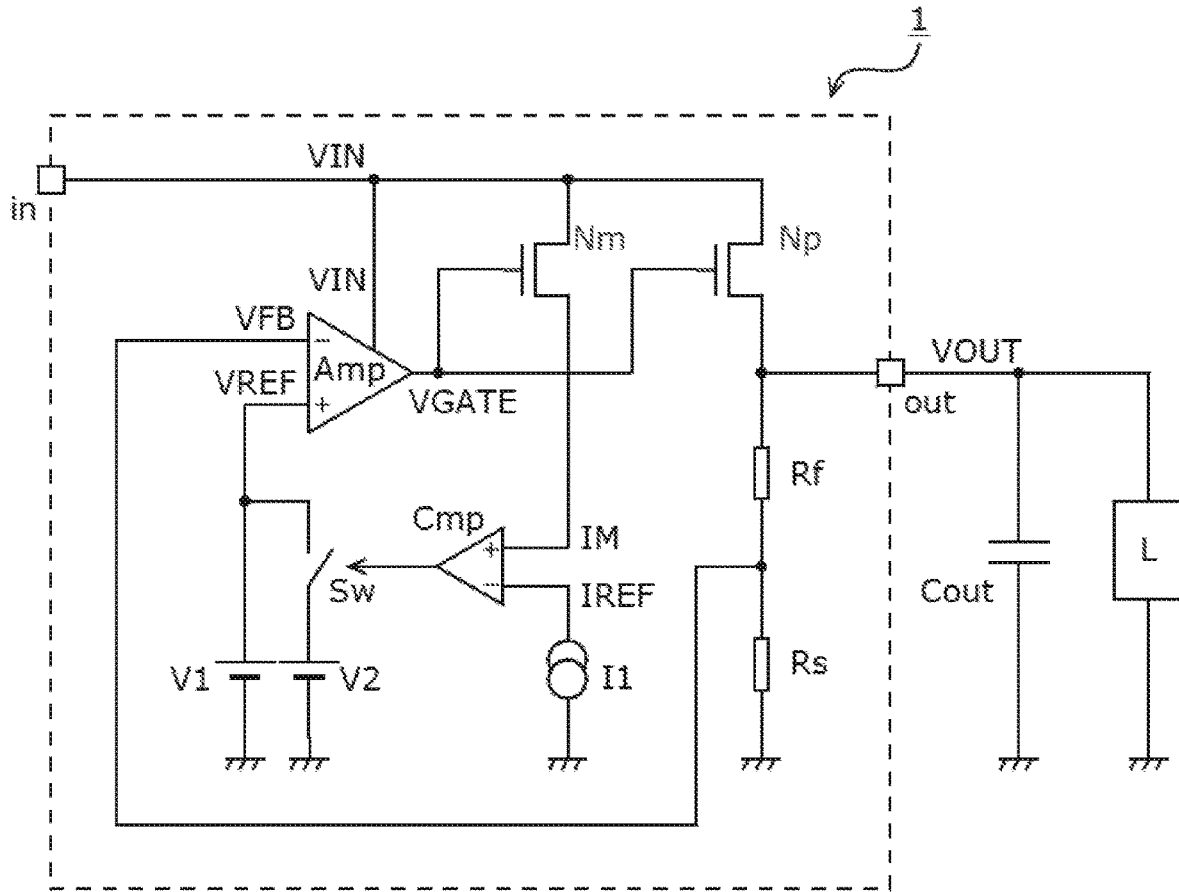 1
VIN
in
Nm
Np
VIN
VFB
-
Amp
VREF
+
VGATE
VOUT
out
Rf
Cmp
+
IM
-
IREF
Sw
L
Cout
V1
V2
I1
Rs